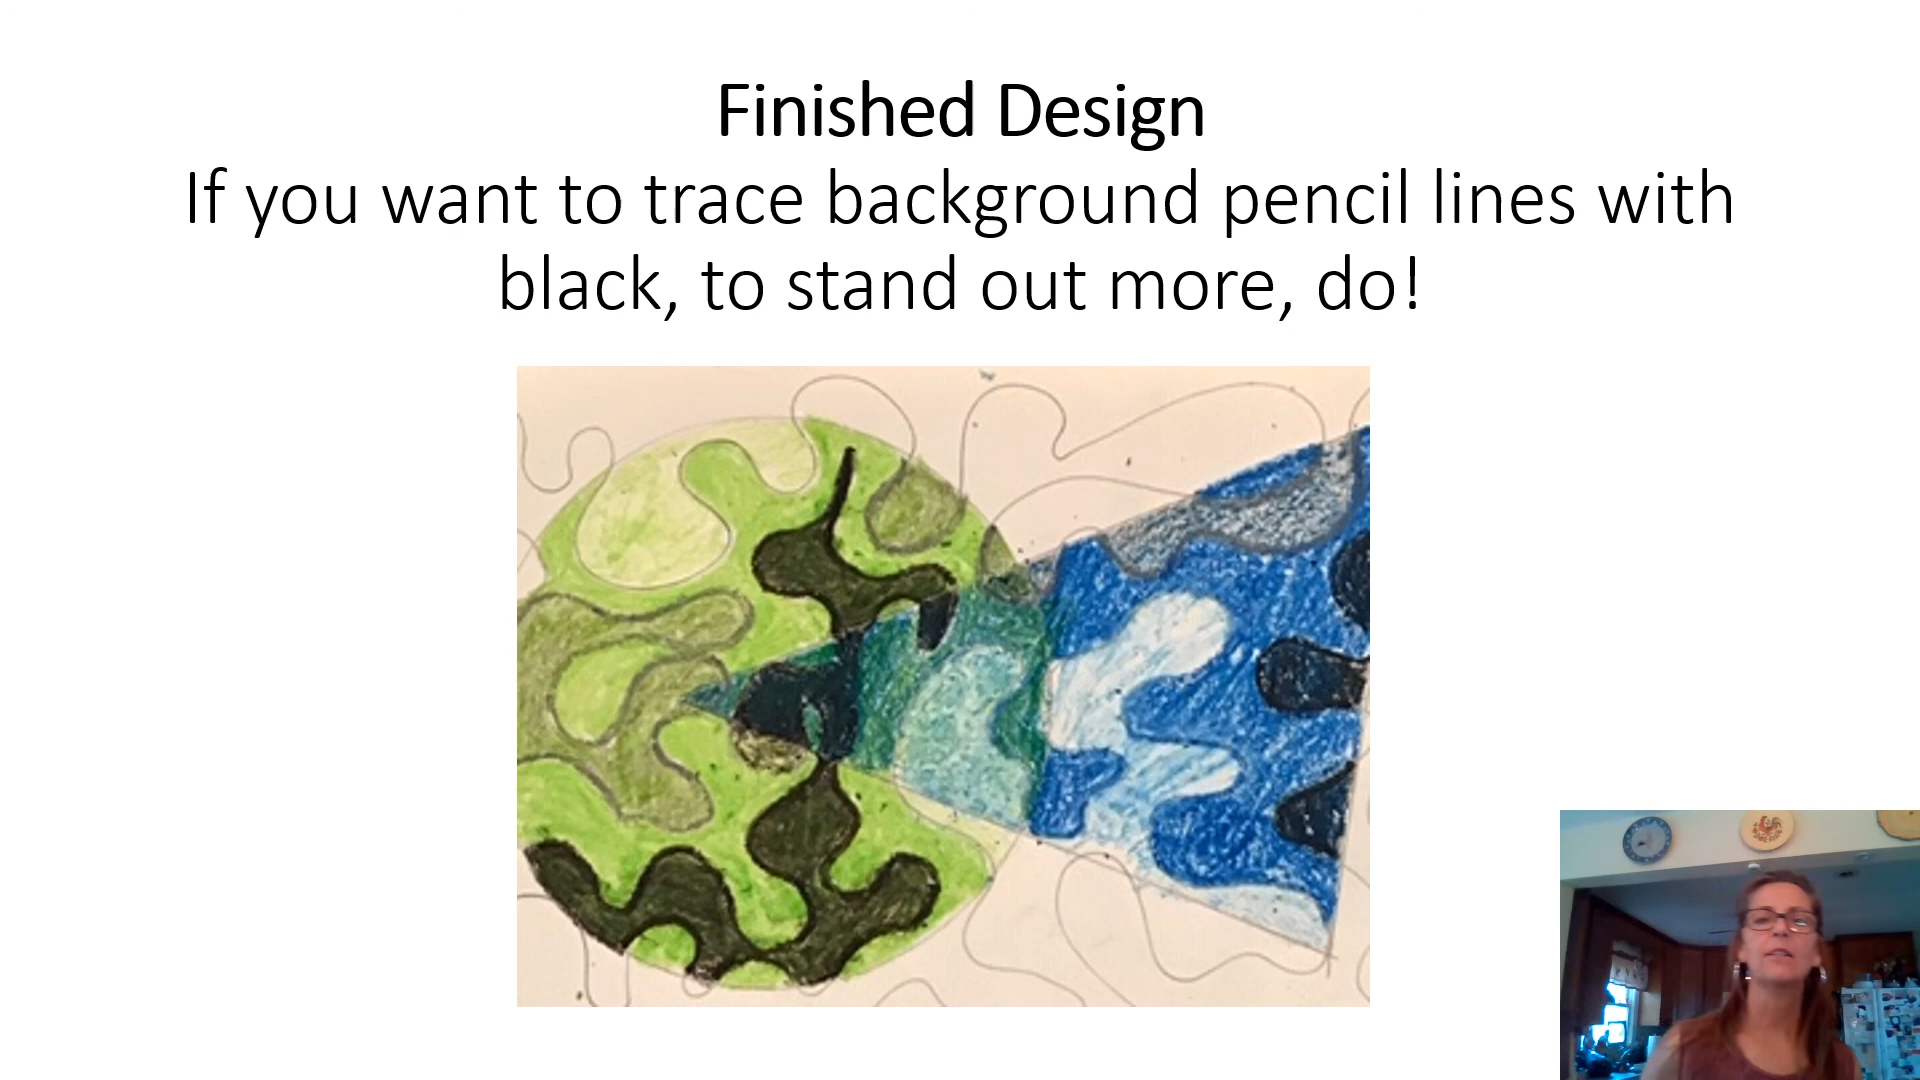 Finished Design
If you want to trace background pencil lines with
black, to stand out more, do!